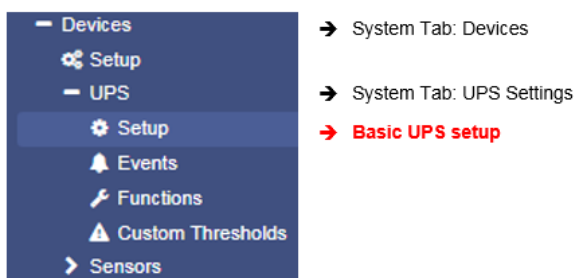 Devices
System Tab: Devices
Setup
UPS
System Tab: UPS Settings
Setup
Basic UPS setup
Events
Functions
Custom Thresholds
Sensors